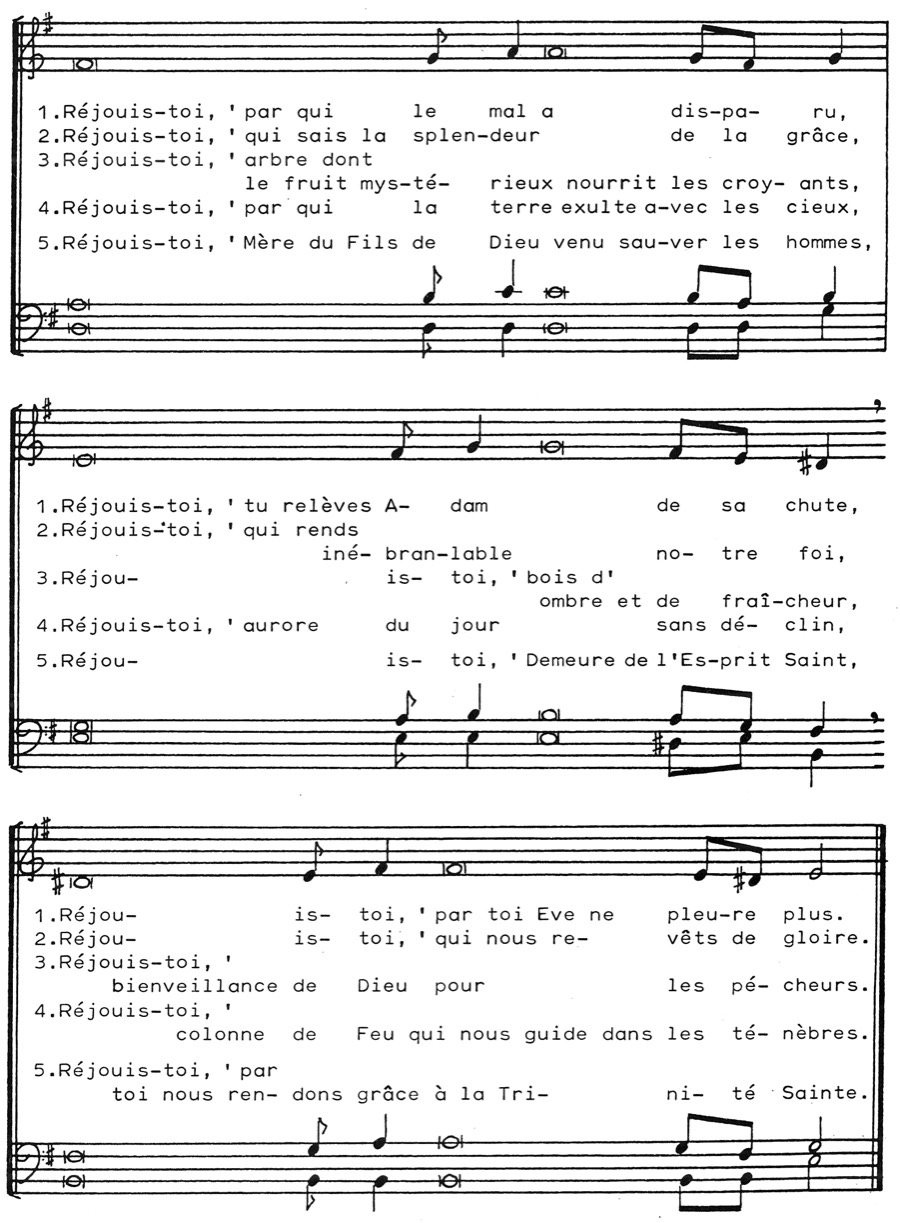 1.Réjouis-toi, ' par qui le mal a dis-pa- ru,
2.Réjouis-toi, ' qui sais la splen-deur de la grâce,
3.Réjouis-toi, ' arbre dont
le fruit mys-té- rieux nourrit les croy- ants,
4.Réjouis-toi, ' par qui la terre exulte a-vec les cieux,
5.Réjouis-toi, ' Mère du Fils de Dieu venu sau-ver les hommes,
1.Réjouis-toi, ' tu relèves A- dam de sa chute,
2.Réjouis-toi, ' qui rends
iné- bran-lable no- tre foi,
3.Réjou- is- toi, ' bois d'
ombre et de fraî-cheur,
4.Réjouis-toi, ' aurore du jour sans dé- clin,
5.Réjou- is- toi, ' Demeure de l'Es-prit Saint,
1.Réjou- is- toi, ' par toi Eve ne pleu-re plus.
2.Réjou- is- toi, ' qui nous re- vêts de gloire.
3.Réjouis-toi, '
bienveillance de Dieu pour les pé- cheurs.
4.Réjouis-toi, '
colonne de Feu qui nous guide dans les té- nèbres.
5.Réjouis-toi, ' par
toi nous ren- dons grâce à la Tri- ni- té Sainte.